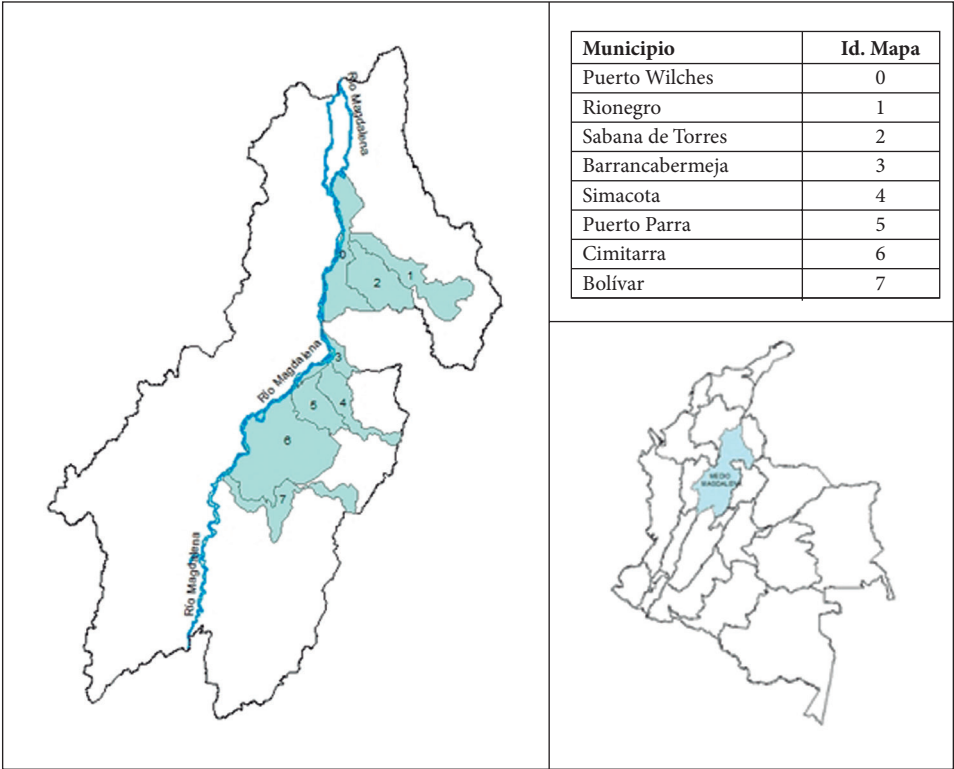 Río Magdalena
0
2
1
Río Magdalena
3
5
4
6
7
Río Magdalena
Municipio Id. Mapa
Puerto Wilches 0
Rionegro 1
Sabana de Torres 2
Barrancabermeja 3
Simacota 4
Puerto Parra 5
Cimitarra 6
Bolívar 7
MEDIO
MAGDALENA